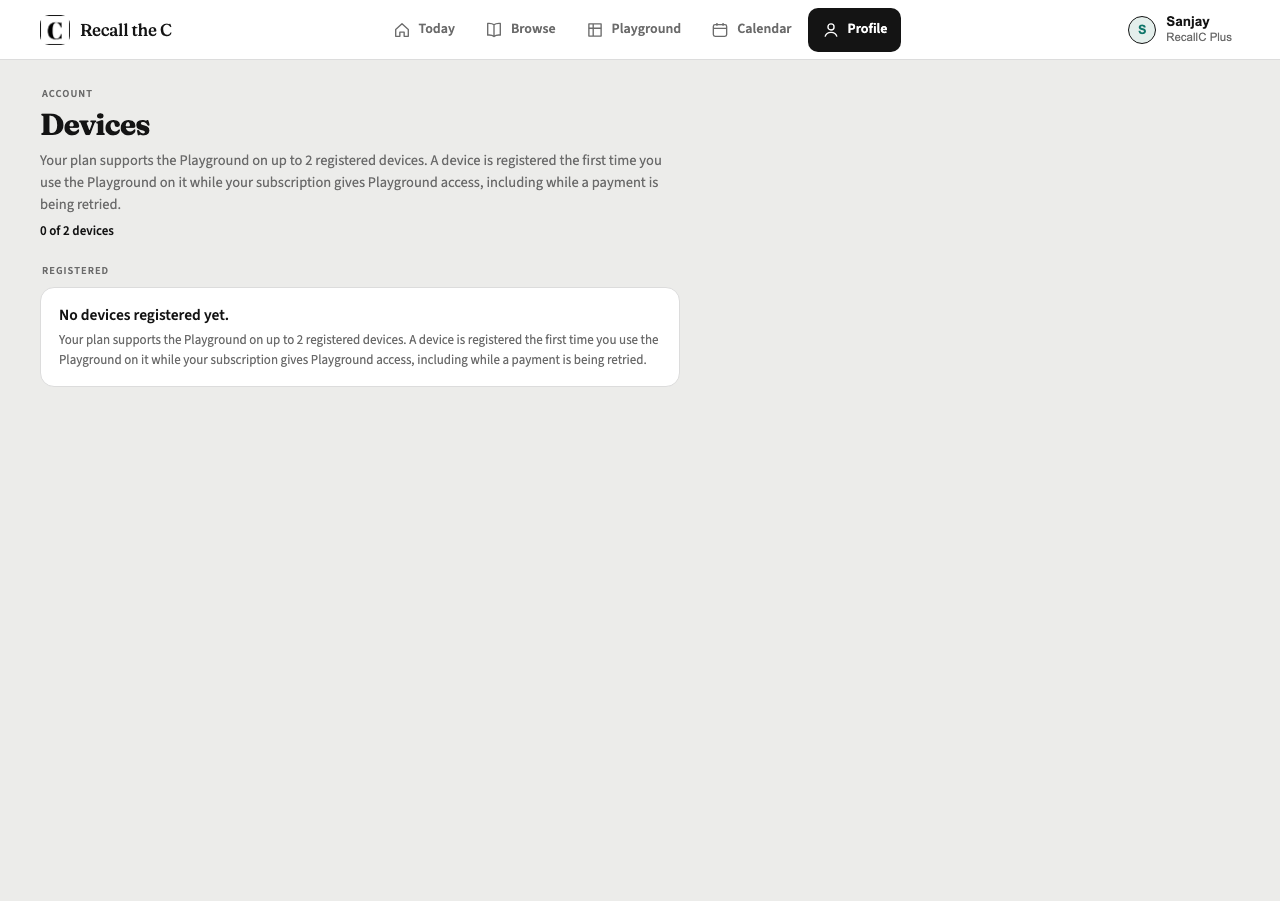 C Recall the C
Today Browse Playground Calendar Profile
S Sanjay
RecallC Plus
ACCOUNT
Devices
Your plan supports the Playground on up to 2 registered devices. A device is registered the first time you
use the Playground on it while your subscription gives Playground access, including while a payment is
being retried.
0 of 2 devices
REGISTERED
No devices registered yet.
Your plan supports the Playground on up to 2 registered devices. A device is registered the first time you use the
Playground on it while your subscription gives Playground access, including while a payment is being retried.